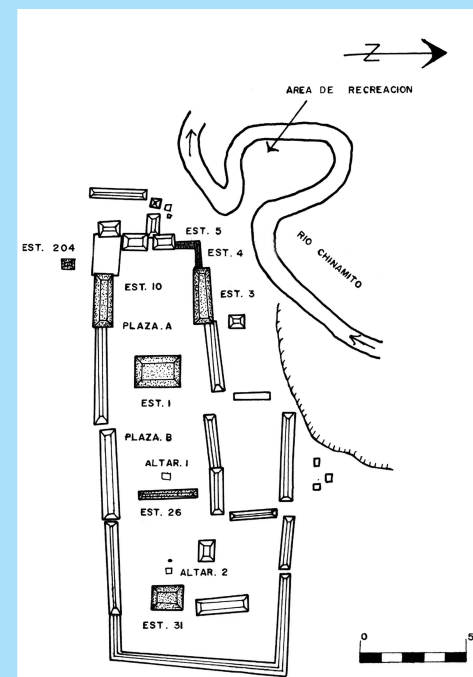 N
AREA DE RECREACION
RIO CHINAMITO
EST. 5
EST. 204
EST. 4
EST. 10
EST. 3
PLAZA. A
EST. 1
PLAZA. B
ALTAR. 1
EST. 26
ALTAR. 2
EST. 31
0
5